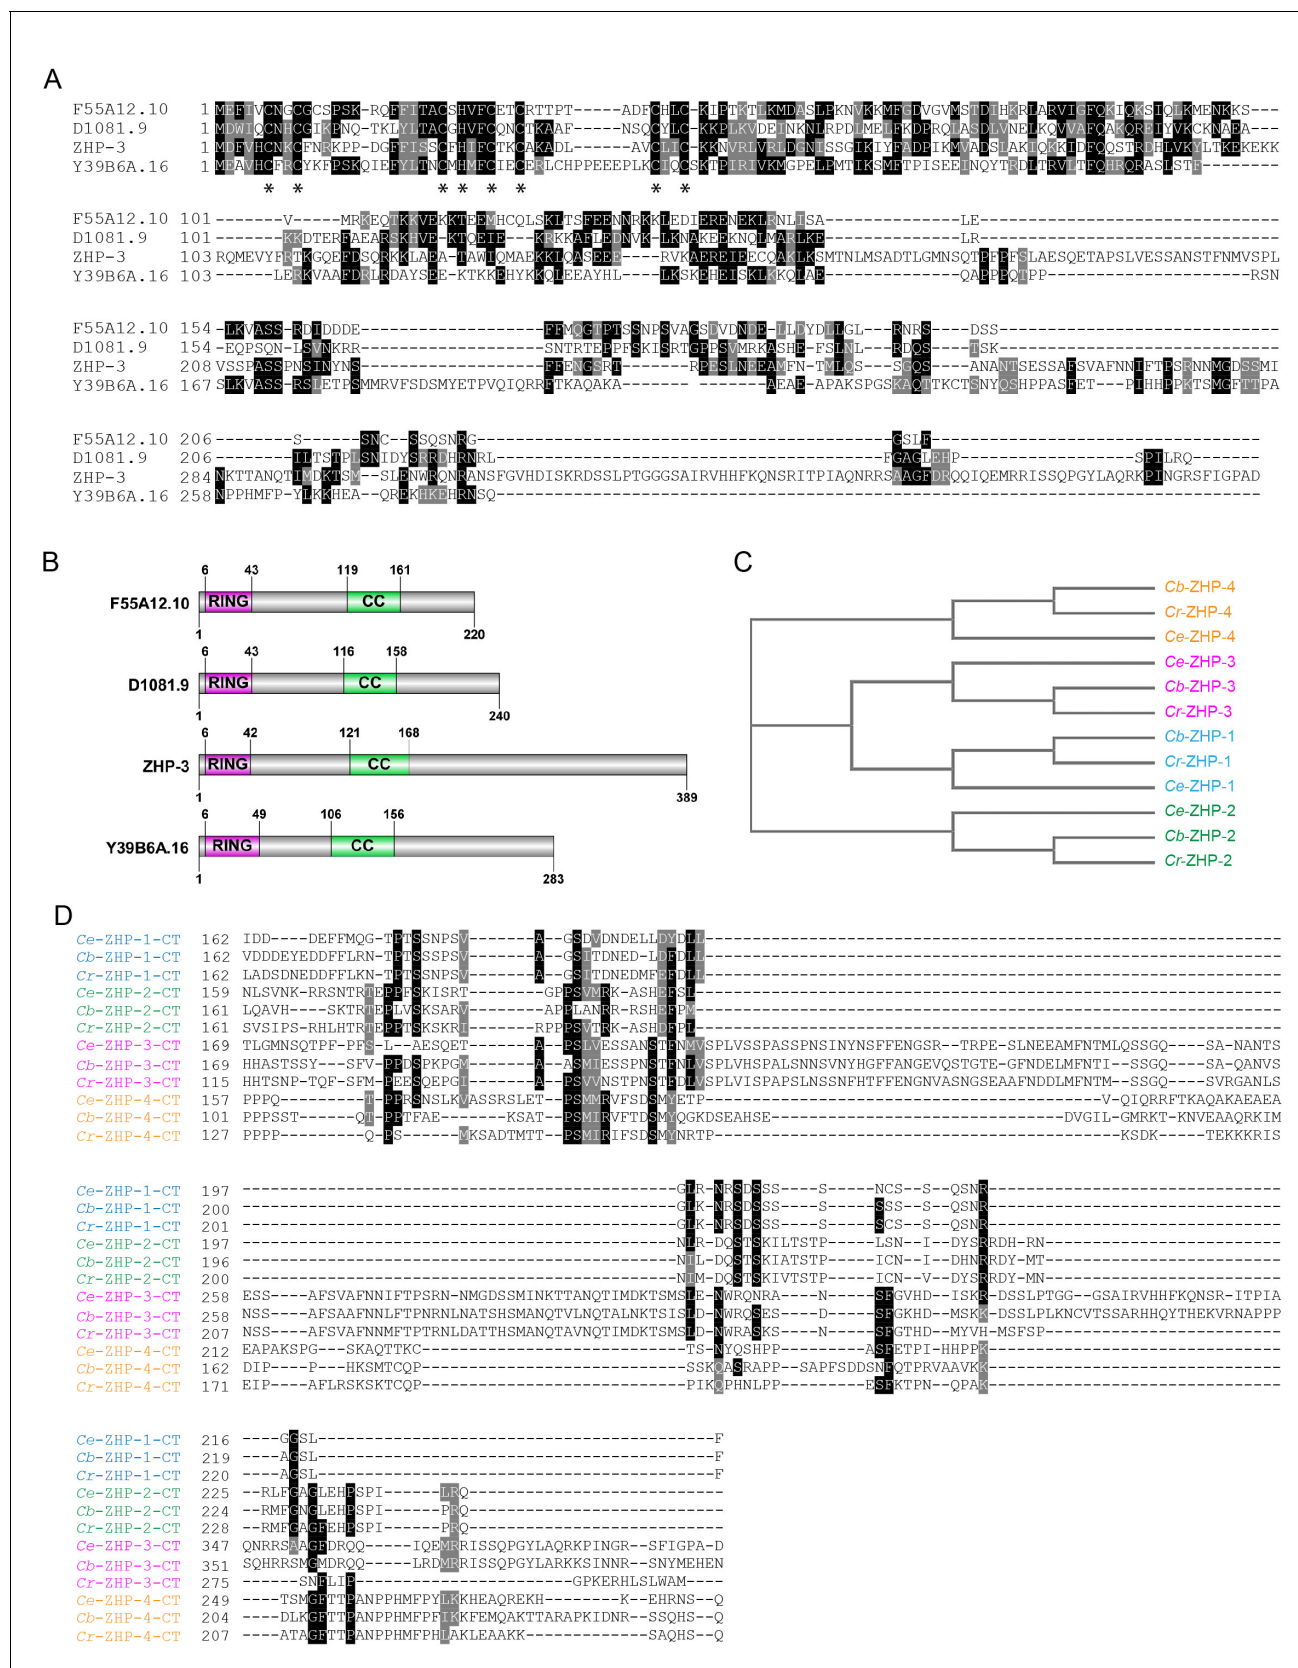 A
F55A12.10 1 MEFIVCNGCGCSPSK-RQFFITACSHVFCETCRTTPT-----ADFCHLC-KIPTKTLKMDASLPKNVKKMFGDVGVMSTDIHKRLARVIGFQKIQKSIQLKMENKKS---
D1081.9 1 MDWIQCNHCGIKPNQ-TKLYLTACGHVFCQNCTKAAF----NSQCYLC-KKPLKVDEINKNLRPDLMELFKDPRQLASDLVNELKQVVAFQAKQREIYVKCKNAEA---
ZHP-3 1 MDFVHCNKCFNRKPP-DGFFISSCFHIFCTKCAKADL----AVCLIC-KKNVRLVRLDGNISSGIKIYFADPIKMVADSLAKIQKKIDFQQSTRDHLVKYLTKEKEKK
Y39B6A.16 1 MEAVHCFRCYKFPSKQIEFYLTNCMHMFCIECERLCHPPEEEPLKCIQCSKTPIRIVKMGPELPMTIKSMFTPISEEINQYTRDLTRVLTFQHRQRASLSTF--------
* * * * * * * *
F55A12.10 101 -------V-----MRKEQTKKVEKKTEEMHCQLSKLTSFEENNRKKLEDIERENEKLRNLISA--------------LE--------------------------------
D1081.9 101 -------KKDTERFAEARSKHVE-KTQEIE---KRKKAFLEDNVK-LKNAKEEKNQLMARLKE--------------LR--------------------------------
ZHP-3 103 RQMEVYFRTKGQEFDSQRKKLAEA-TAWIQMAEKKLQASEEE----RVKAEREIEECQAKLKSMTNLMSADTLGMNSQTPFPFSLAESQETAPSLVESSANSTFNMVSPL
Y39B6A.16 103 ------LERKVAAFDRLRDAYSEE-KTKKEHYKKQLEEAYHL----LKSKEHEISKLKKQLAE--------------QAPPPQTPP---------------------RSN
F55A12.10 154 -LKVASS-RDIDDDE-------------------FFMQGTPTSSNPSVAGSDVDNDE-LLDYDLLGL--RNRS----DSS-----------------------------
D1081.9 154 -EQPSQN-LSVNKRR-------------------SNTRTEPPFSKISRTGPPSVMRKASHE-FSLNL--RDQS----TSK-----------------------------
ZHP-3 208 VSSPASSPNSINYNS-------------------FFENGSRT-------RPESLNEEAMFN-TMLQS--SGQS----ANANTSESSAFSVAFNNIFTPSRNNMGDSSMI
Y39B6A.16 167 SLKVASS-RSLETPSMMRVFSDSMYETPVQIQRRFTKAQAKA---------------AEAE-APAKSPGSKAQTTKCTSNYQSHPPASFET----PIHHPPKTSMGFTTPA
F55A12.10 206 --------S------SNC--SSQSNRG-------------------------------------------GSLF-----------------------------------
D1081.9 206 --------ILTSTPLSNIDYSRRDHRNRL-----------------------------------------FGAGLEHP-------------------SPILRQ------
ZHP-3 284 NKTTANQTIMDKTSM--SLENWRQNRANSFGVHDISKRDSSLPTGGGGSAIRVHHFKQNSRITPIAQNRRSAAGFDRQQQIQEMRRISSQPGYLAQRKPINGRSFIGPAD
Y39B6A.16 258 NPPHMFP-YLKKHEA--QREKHKEHRNSQ--------------------------------------------------------------------------------
B
C
6 43 119 161
F55A12.10 RING CC
1 220
6 43 116 158
D1081.9 RING CC
1 240
6 42 121 168
ZHP-3 RING CC
1 389
6 49 106 156
Y39B6A.16 RING CC
1 283
Cb-ZHP-4
Cr-ZHP-4
Ce-ZHP-4
Ce-ZHP-3
Cb-ZHP-3
Cr-ZHP-3
Cb-ZHP-1
Cr-ZHP-1
Ce-ZHP-1
Ce-ZHP-2
Cb-ZHP-2
Cr-ZHP-2
D
Ce-ZHP-1-CT 162 IDD----DEFFMQG-TPTSSNPSV-------A--GSDVDNDELLDYDLL--------------------------------------------------------------
Cb-ZHP-1-CT 162 VDDDEYEDDFFLRN-TPTSSSPSV-------A--GSITDNED-LDFDLL--------------------------------------------------------------
Cr-ZHP-1-CT 162 LADSDNEDDFFLKN-TPTSSNPSV-------A--GSITDNEDMFEFDLL--------------------------------------------------------------
Ce-ZHP-2-CT 159 NLSVNK-RRSNTRTEPPFSKISRT--------GPPSVMRK-ASHEFSL---------------------------------------------------------------
Cb-ZHP-2-CT 161 LQAVH---SKTRTEPLVSKSARV--------APPLANRR-RSHEFPM---------------------------------------------------------------
Cr-ZHP-2-CT 161 SVSIPS-RHLHTRTEPPTSKSKRI-------RPPPSVTRK-ASHDFPL---------------------------------------------------------------
Ce-ZHP-3-CT 169 TLGMNSQTPF-PFS-L--AESQET-------A--PSLVESSANSTFNMVSPLVSSPASSPNSINYNSFFENGSR--TRPE-SLNEEAMFNTMLQSSGQ---SA-NANTS
Cb-ZHP-3-CT 169 HHASTSSY---SFV-PPDSPKPGM-------A--ASMIESSPNSTFNLVSPLVHSPALSNNSVNYHGFFANGEVQSTGTE-GFNDELMFNTI---SSGQ--SA-QANVS
Cr-ZHP-3-CT 115 HHTSNP-TQF-SFM-PEESQEPGI-------A--PSVVNSTPNSTFDLVSPLVISPAPSLNSSNFHTFFENGNVASNGSEAAFNDDLMFNTM---SSGQ--SVRGANLS
Ce-ZHP-4-CT 157 PPPQ---------T-PPRSNSLKVASSRSLET--PSMMRVFSDSMYETP------------------------------------------V-QIQRRFTKAQAKAEAEA
Cb-ZHP-4-CT 101 PPPSST----QT-PPTFAE-----KSAT--PSMIRVFTDSMYQGKDSEAHSE-----------------------------DVGIL-GMRKT-KNVEAAQRKIM
Cr-ZHP-4-CT 127 PPPP---------Q-PS------MKSADTMTT--PSMIRIFSDSMYNRTP-------------------------------------------KSDK----TEKKKRIS
Ce-ZHP-1-CT 197 -----------------------------------------------GLR-NRSDSSS---S-----NCS--S--QSNR-------------------------------
Cb-ZHP-1-CT 200 -----------------------------------------------GLK-NRSDSSS---S-----SSS--S--QSNR-------------------------------
Cr-ZHP-1-CT 201 -----------------------------------------------GLK-NRSDSSS---S-----SCS--S--QSNR-------------------------------
Ce-ZHP-2-CT 197 -----------------------------------------------NLR-DQSTSKILTSTP----LSN--I--DYSRRDH-RN-------------------------
Cb-ZHP-2-CT 196 -----------------------------------------------NIL-DQSTSKIATSTP----ICN--I--DHNRRDY-MT-------------------------
Cr-ZHP-2-CT 200 -----------------------------------------------NIM-DQSTSKIVTSTP----ICN--V--DYSRRDY-MN-------------------------
Ce-ZHP-3-CT 258 ESS---AFSVAFNNIFTPSRN-NMGDSSMINKTTANQTIMDKTSMSLE-NWRQNRA---N-----SFGVHD-ISKR-DSSLPTGG---GSAIRVHHFKQNSR-ITPIA
Cb-ZHP-3-CT 258 NSS---AFSAAFNNLFTPNRLNATSHSMANQTVLNQTALNKTSISLD-NWRQSES---D-----SFGKHD-MSKKDSSLPLKNCVTSSARHHQYTHEKVRNAPPP
Cr-ZHP-3-CT 207 NSS---AFSVAFNNMFTPTRNLDATTHSMANQTAVNQTIMDKTSMSLD-NWRASKS---N-----SFGTHD-MYVH-MSFSP-------------------------
Ce-ZHP-4-CT 212 EAPAKSPG---SKAQTTKC----------------------------TS-NYQSHPP------ASFETPI-HHPPK-------------------------------
Cb-ZHP-4-CT 162 DIP---P--HKSMTCQP----------------------------SSKQASRAPP---SAPFSDDSNFQTPRVAAVKK-------------------------------
Cr-ZHP-4-CT 171 EIP---AFLRSKSKTCQP----------------------------PIKQPHNLPP------ESFKTPN-QPAK-------------------------------
Ce-ZHP-1-CT 216 ----GGSL-------------------------------------------F
Cb-ZHP-1-CT 219 ----AGSL-------------------------------------------F
Cr-ZHP-1-CT 220 ----AGSL-------------------------------------------F
Ce-ZHP-2-CT 225 --RLFGAGLEHPSPI------LRQ---------------------------
Cb-ZHP-2-CT 224 --RMFGNGLEHPSPI------PRQ---------------------------
Cr-ZHP-2-CT 228 --RMFGAGFEHPSPI------PRQ---------------------------
Ce-ZHP-3-CT 347 QNRRSAAGFDRQQ------IQEMRRISSQPGYLAQRKPINGR--SFIGPA-D
Cb-ZHP-3-CT 351 SQHRRSMGMDRQQ------LRDMRRISSQPGYLARKKSINNR--SNYMEHEN
Cr-ZHP-3-CT 275 ------SNFLIP-----------------------GPKERHLSLWAM----
Ce-ZHP-4-CT 249 ----TSMGFTTPANPPHMFPYLKKHEAQREKH--------K--EHRNS--Q
Cb-ZHP-4-CT 204 ----DLKGFTTPANPPHMFPFIKKFEMQAKTTARAPKIDNR--SSQHS--Q
Cr-ZHP-4-CT 207 ----ATAGFTTPANPPHMFPHLAKLEAAKK-------------SAQHS--Q